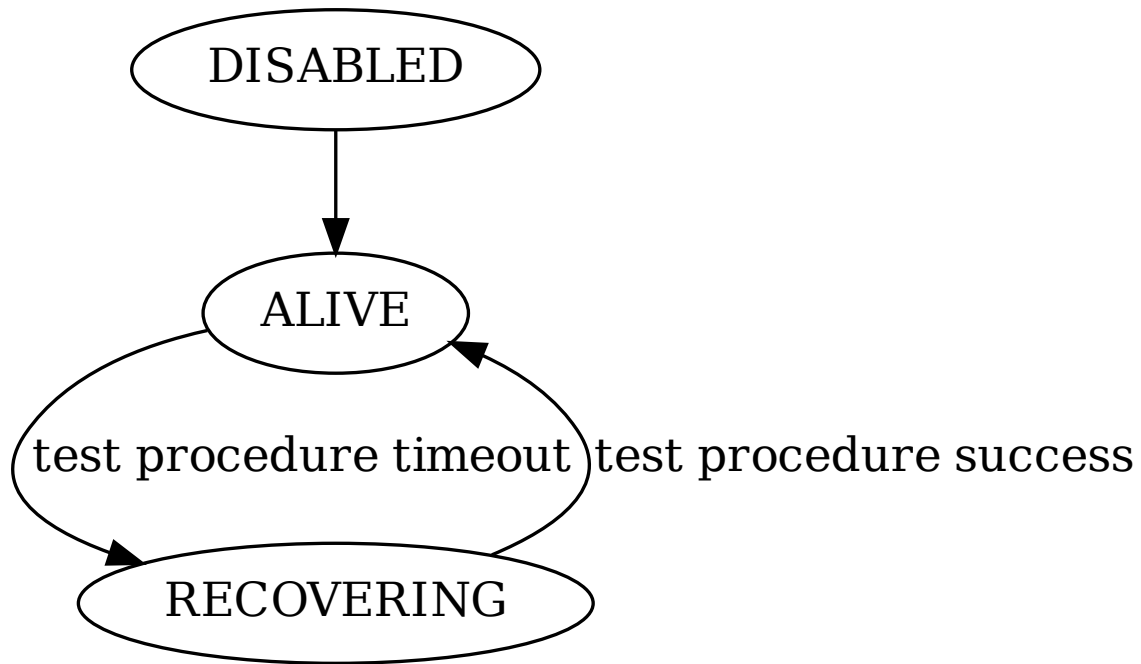 DISABLED
ALIVE
test procedure timeout
test procedure success
RECOVERING